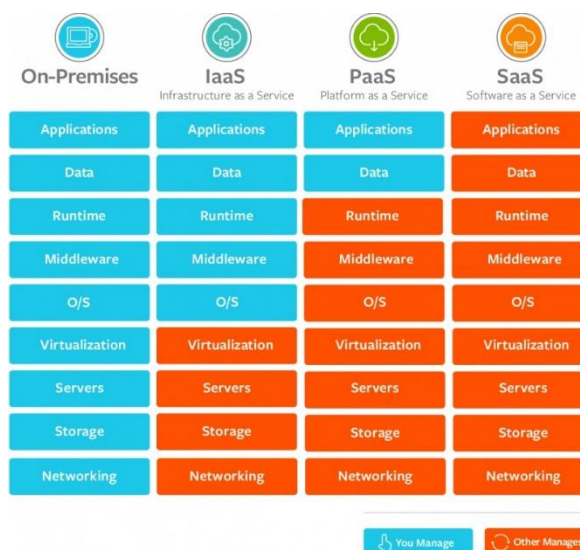 On-Premises IaaS PaaS SaaS
Infrastructure as a Service Platform as a Service Software as a Service
Applications Applications Applications Applications
Data Data Data Data
Runtime Runtime Runtime Runtime
Middleware Middleware Middleware Middleware
O/S O/S O/S O/S
Virtualization Virtualization Virtualization Virtualization
Servers Servers Servers Servers
Storage Storage Storage Storage
Networking Networking Networking Networking
You Manage Other Manages